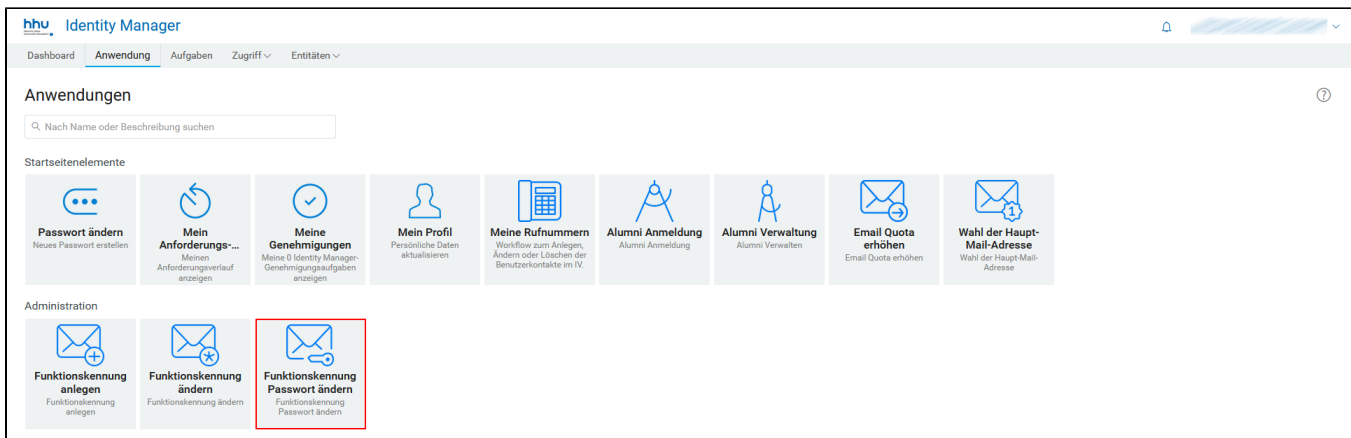 hhu Identity Manager
Dashboard Anwendung Aufgaben Zugriff Entitäten
Anwendungen
Nach Name oder Beschreibung suchen
Startseitenelemente
Passwort ändern
Neues Passwort erstellen
Mein
Anforderungs-...
Meinen
Anforderungsverlauf
anzeigen
Meine
Genehmigungen
Meine 0 Identity Manager-
Genehmigungsaufgaben
anzeigen
Mein Profil
Persönliche Daten
aktualisieren
Meine Rufnummern
Workflow zum Anlegen,
Ändern oder Löschen der
Benutzerkontakte im IV.
Alumni Anmeldung
Alumni Anmeldung
Alumni Verwaltung
Alumni Verwalten
Email Quota
erhöhen
Email Quota erhöhen
1
Wahl der Haupt-
Mail-Adresse
Wahl der Haupt-Mail-
Adresse
Administration
Funktionskennung
anlegen
Funktionskennung
anlegen
Funktionskennung
ändern
Funktionskennung ändern
Funktionskennung
Passwort ändern
Funktionskennung
Passwort ändern